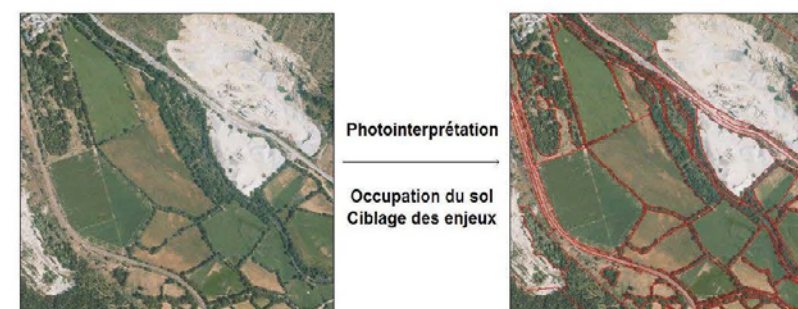 Photointerprétation
Occupation du sol
Ciblage des enjeux